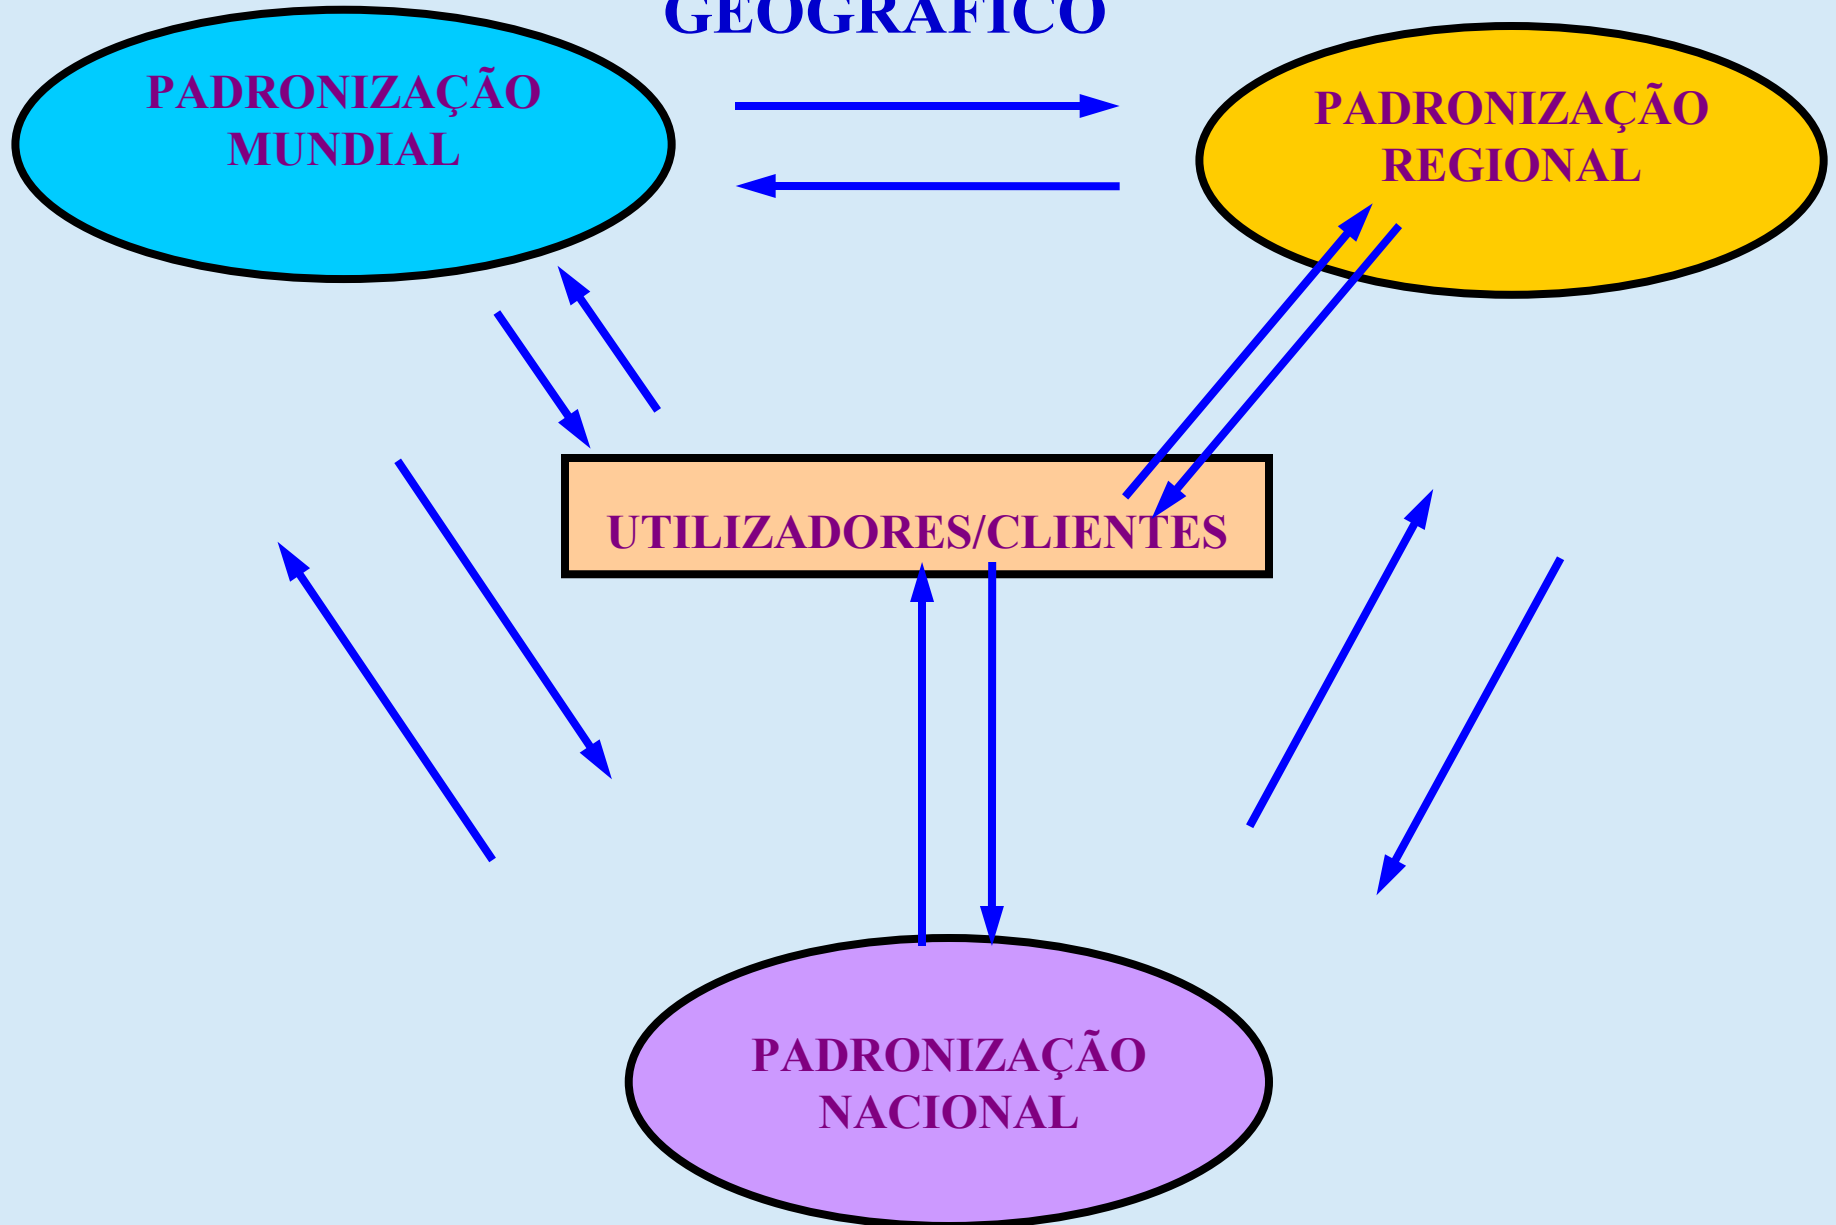 GEOGRÁFICO
PADRONIZAÇÃO
MUNDIAL
PADRONIZAÇÃO
REGIONAL
UTILIZADORES/CLIENTES
PADRONIZAÇÃO
NACIONAL